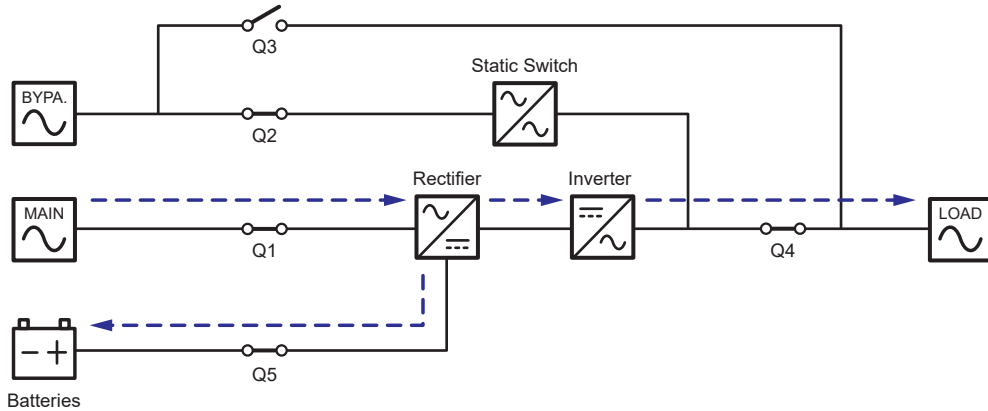 Q3
Static Switch
BYPA.
Q2
Rectifier
Inverter
MAIN
LOAD
Q1
Q4
Q5
Batteries